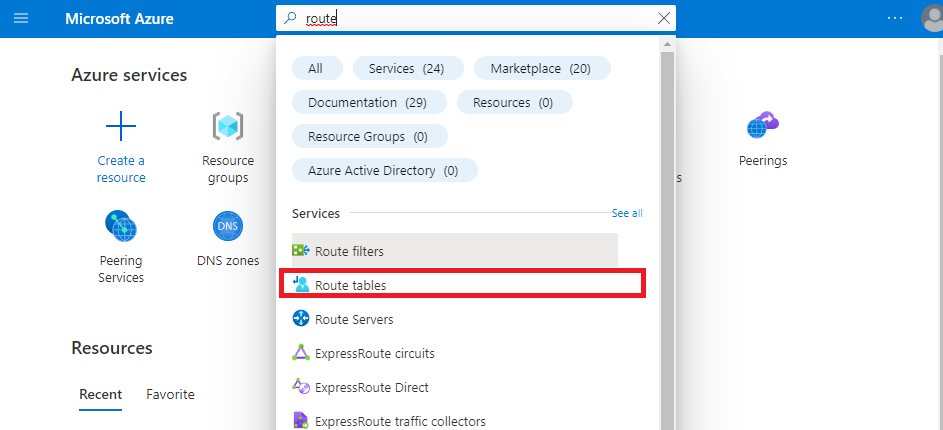 Microsoft Azure
route
...
All
Services (24)
Marketplace (20)
Documentation (29)
Resources (0)
Resource Groups (0)
Azure Active Directory (0)
Azure services
Create a
resource
Resource
groups
s
Peerings
Peering
Services
DNS
DNS zones
Services
See all
Route filters
Route tables
Route Servers
ExpressRoute circuits
ExpressRoute Direct
ExpressRoute traffic collectors
Resources
Recent
Favorite